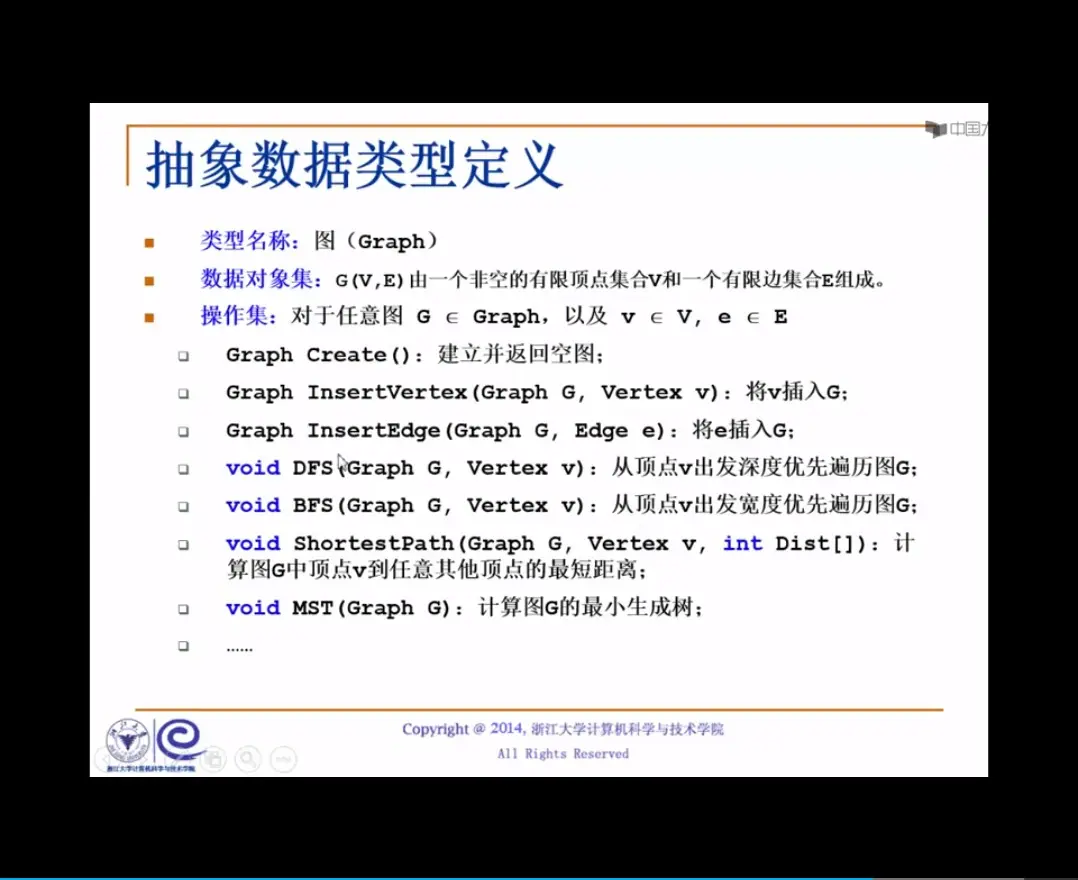 中国大
抽象数据类型定义
类型名称：图（Graph）
数据对象集：G(V,E)由一个非空的有限顶点集合V和一个有限边集合E组成。
操作集：对于任意图 G ∈ Graph，以及 v ∈ V, e ∈ E
Graph Create()：建立并返回空图；
Graph InsertVertex(Graph G, Vertex v)：将v插入G；
Graph InsertEdge(Graph G, Edge e)：将e插入G；
void DFS(Graph G, Vertex v)：从顶点v出发深度优先遍历图G；
void BFS(Graph G, Vertex v)：从顶点v出发宽度优先遍历图G；
void ShortestPath(Graph G, Vertex v, int Dist[])：计
算图G中顶点v到任意其他顶点的最短距离；
void MST(Graph G)：计算图G的最小生成树；
……
Copyright @ 2014, 浙江大学计算机科学与技术学院
All Rights Reserved
浙江大学计算机科学与技术学院